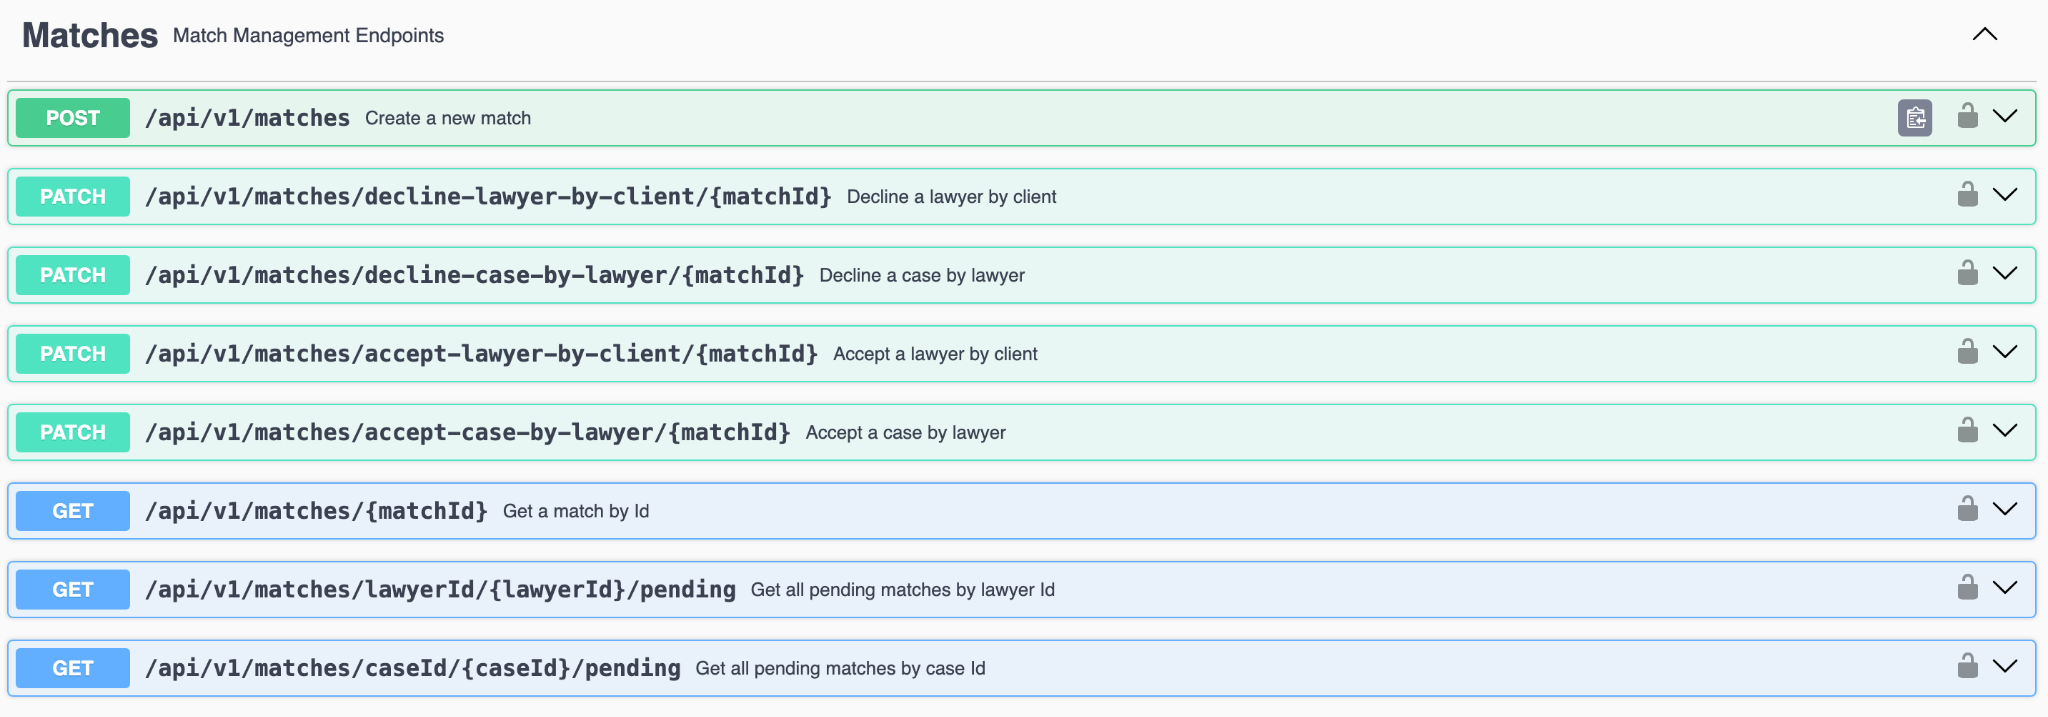 Matches Match Management Endpoints
POST /api/v1/matches Create a new match
PATCH /api/v1/matches/decline-lawyer-by-client/{matchId} Decline a lawyer by client
PATCH /api/v1/matches/decline-case-by-lawyer/{matchId} Decline a case by lawyer
PATCH /api/v1/matches/accept-lawyer-by-client/{matchId} Accept a lawyer by client
PATCH /api/v1/matches/accept-case-by-lawyer/{matchId} Accept a case by lawyer
GET /api/v1/matches/{matchId} Get a match by Id
GET /api/v1/matches/lawyerId/{lawyerId}/pending Get all pending matches by lawyer Id
GET /api/v1/matches/caseId/{caseId}/pending Get all pending matches by case Id